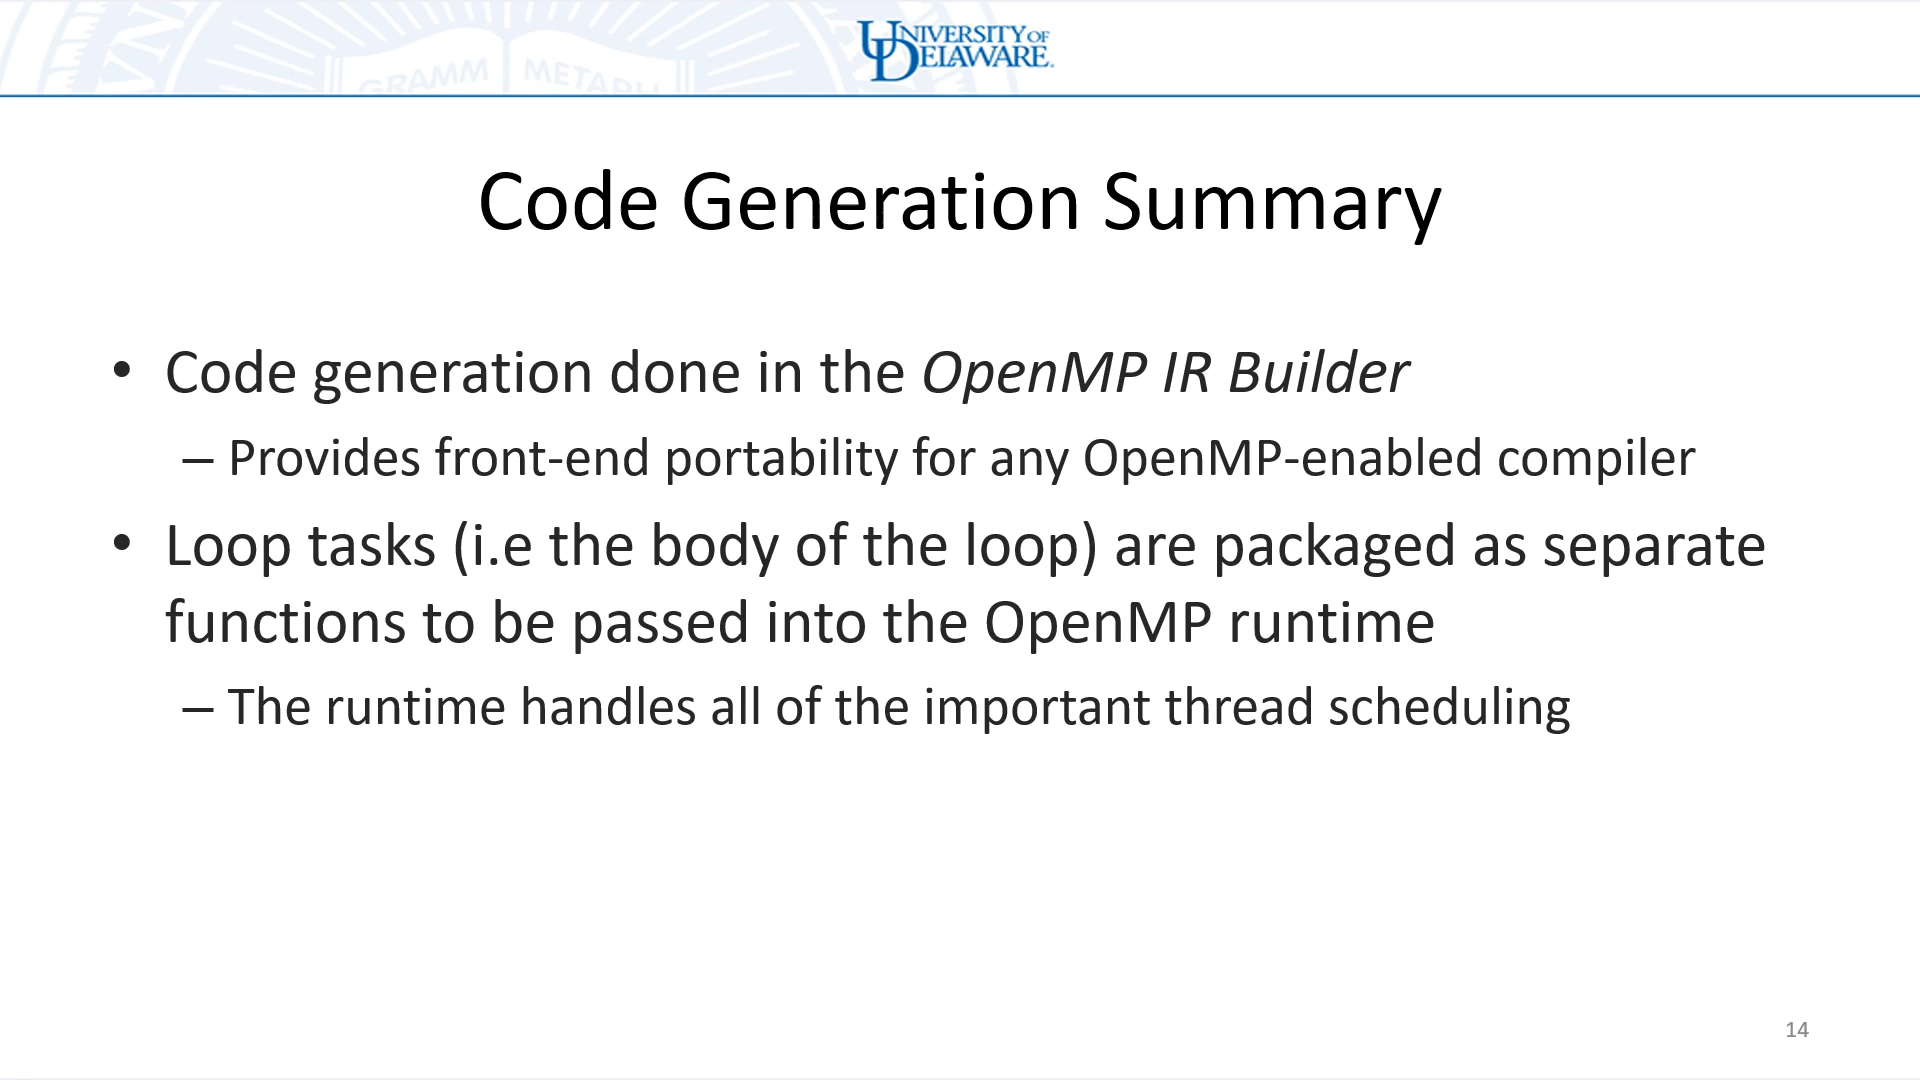 GRAMM METAPH
UNIVERSITY OF
DELAWARE.
Code Generation Summary
• Code generation done in the OpenMP IR Builder
– Provides front-end portability for any OpenMP-enabled compiler
• Loop tasks (i.e the body of the loop) are packaged as separate
functions to be passed into the OpenMP runtime
– The runtime handles all of the important thread scheduling
14